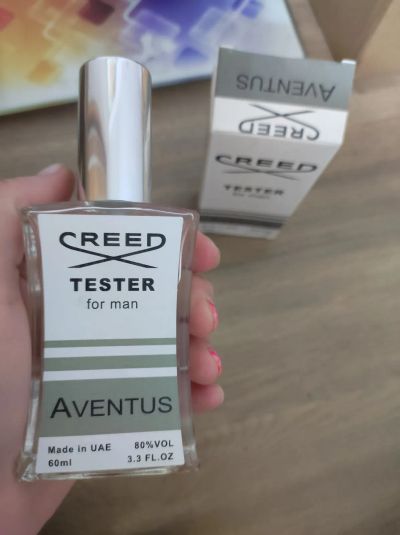 CREED
TESTER
for man
AVENTUS
Made in UAE 80%VOL
60ml 3.3 FL.OZ
AVENTUS
CREED
CREED
TESTER
for man